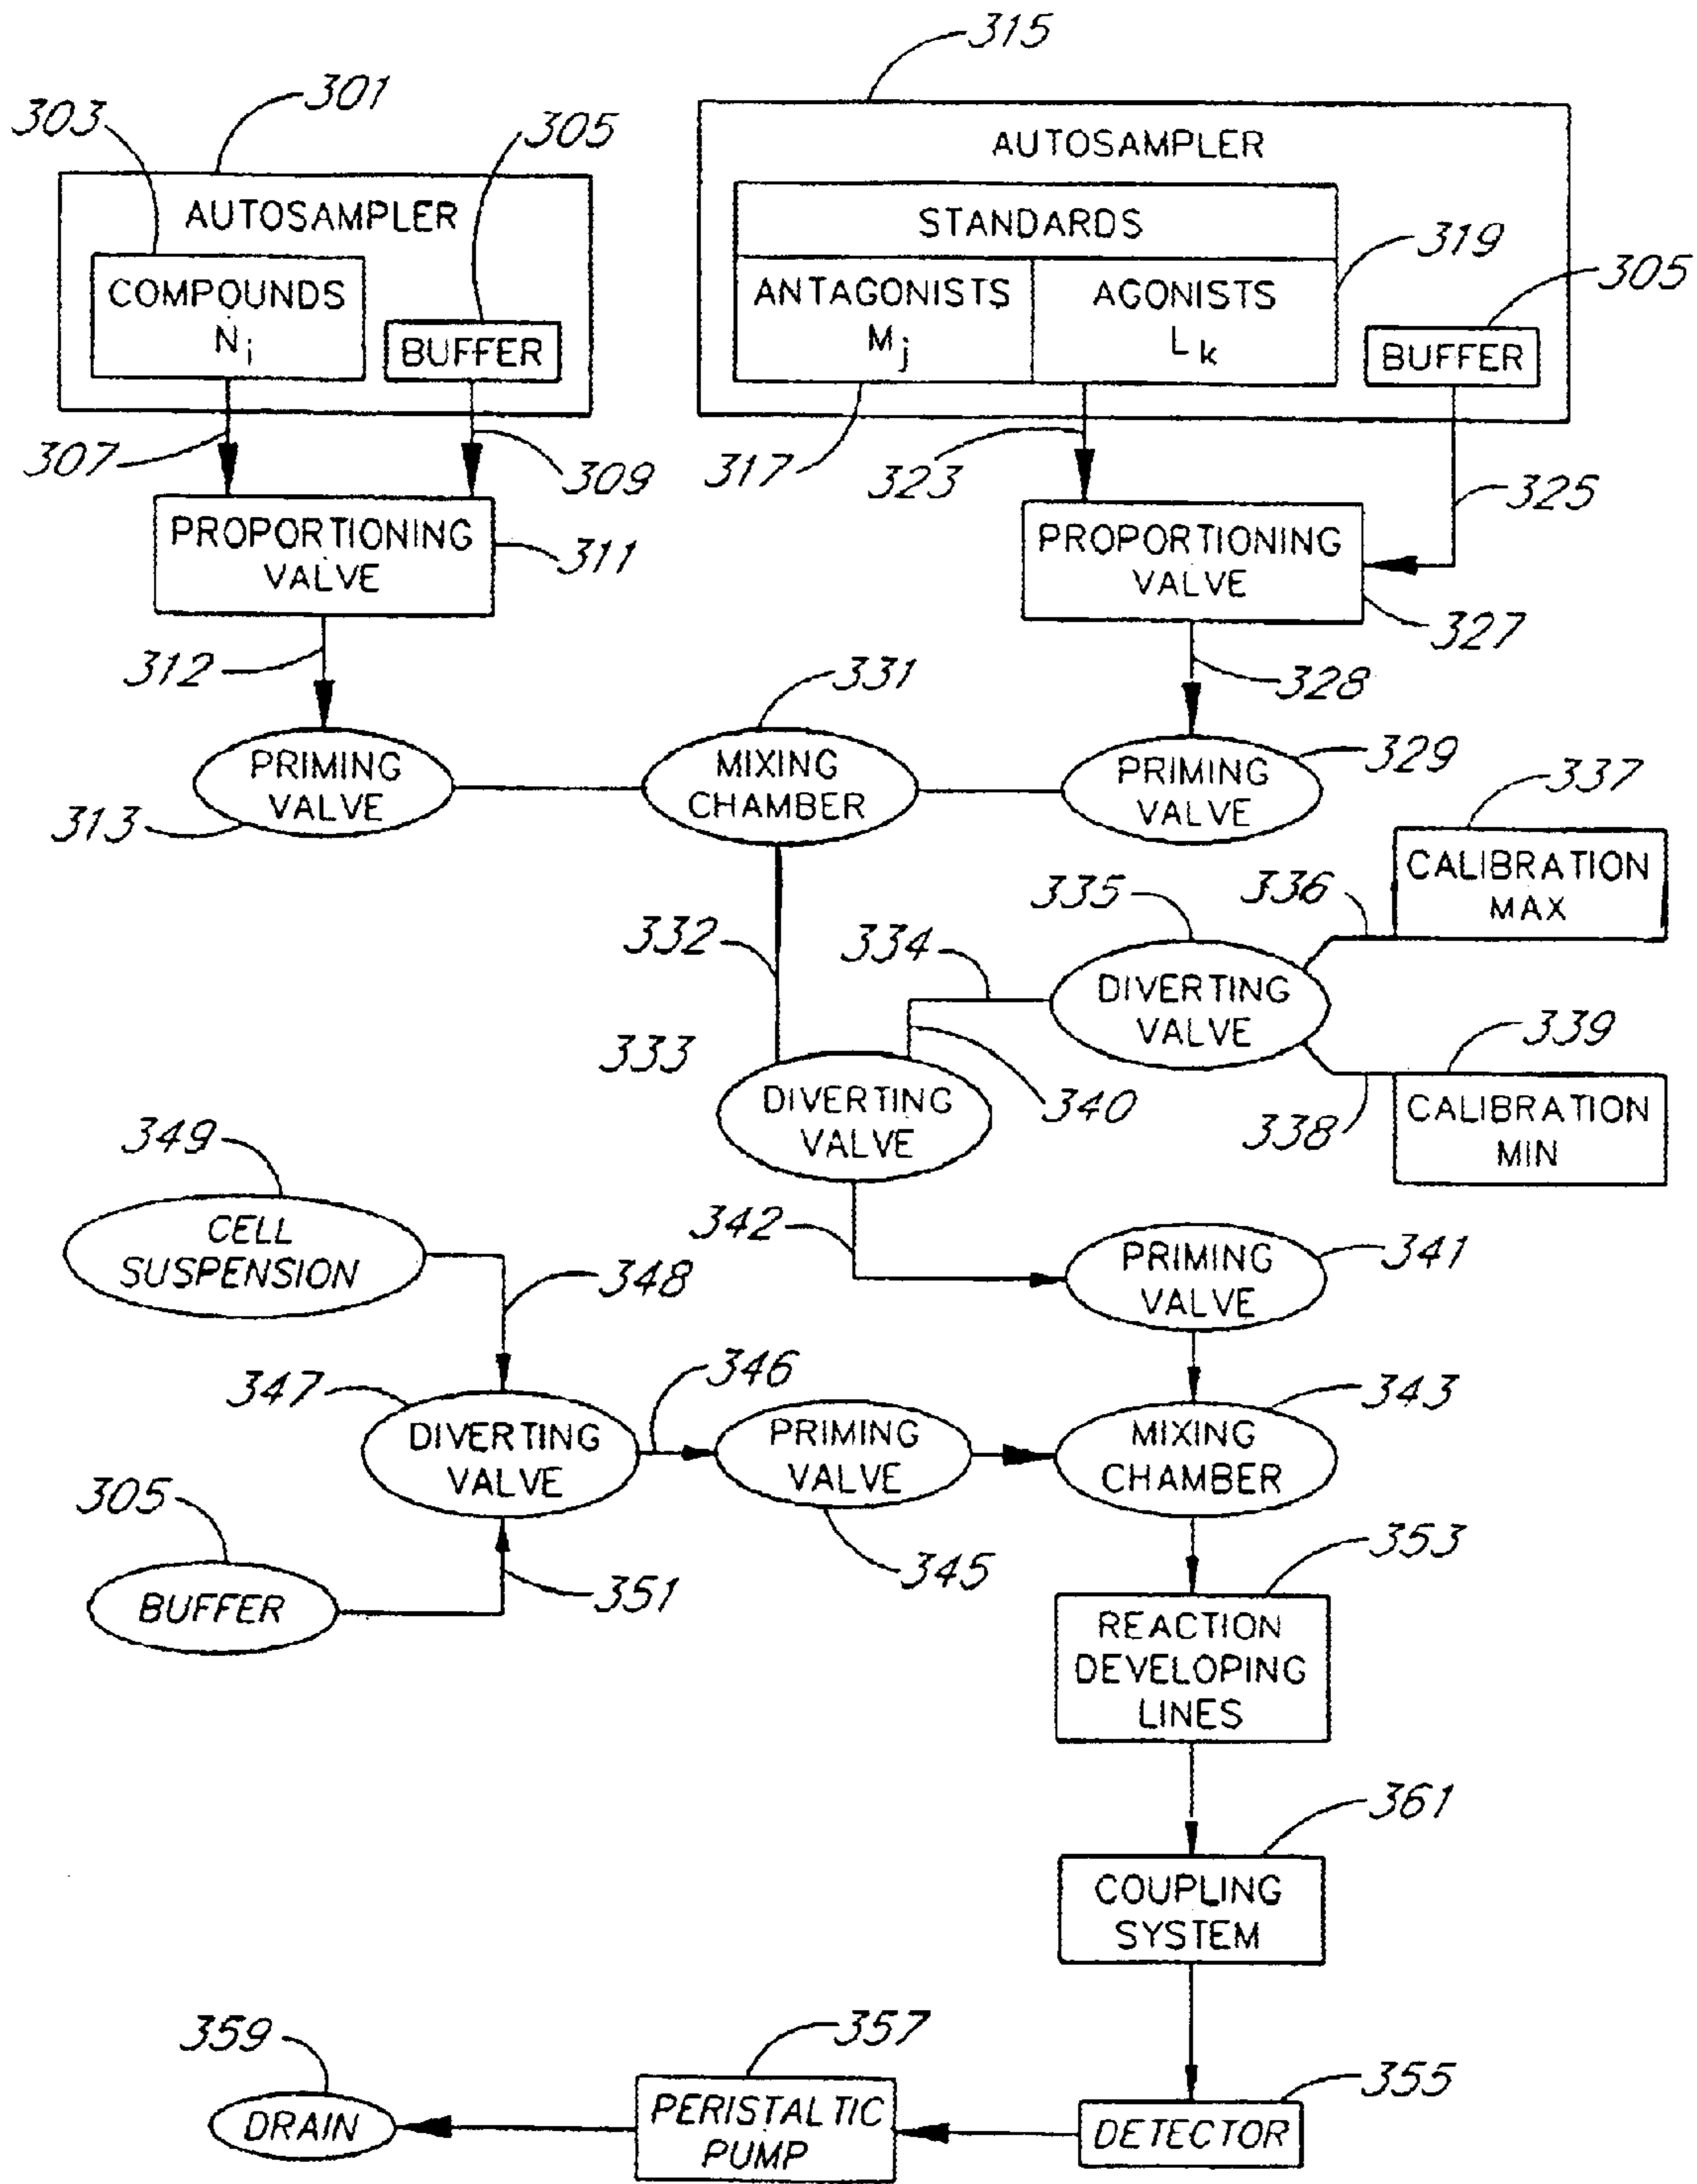 315
301
303
305
AUTOSAMPLER
AUTOSAMPLER
STANDARDS
319
305
COMPOUNDS
N i
BUFFER
ANTAGONISTS
M j
AGONISTS
L k
BUFFER
307
309
317
323
325
PROPORTIONING
VALVE
311
PROPORTIONING
VALVE
327
312
331
328
PRIMING
VALVE
313
MIXING
CHAMBER
PRIMING
VALVE
329
337
CALIBRATION
MAX
336
335
332
334
DIVERTING
VALVE
333
339
DIVERTING
VALVE
340
338
CALIBRATION
MIN
349
CELL
SUSPENSION
342
PRIMING
VALVE
341
348
347
346
343
DIVERTING
VALVE
PRIMING
VALVE
MIXING
CHAMBER
305
BUFFER
351
345
353
REACTION
DEVELOPING
LINES
361
COUPLING
SYSTEM
359
357
355
DRAIN
PERISTALTIC
PUMP
DETECTOR